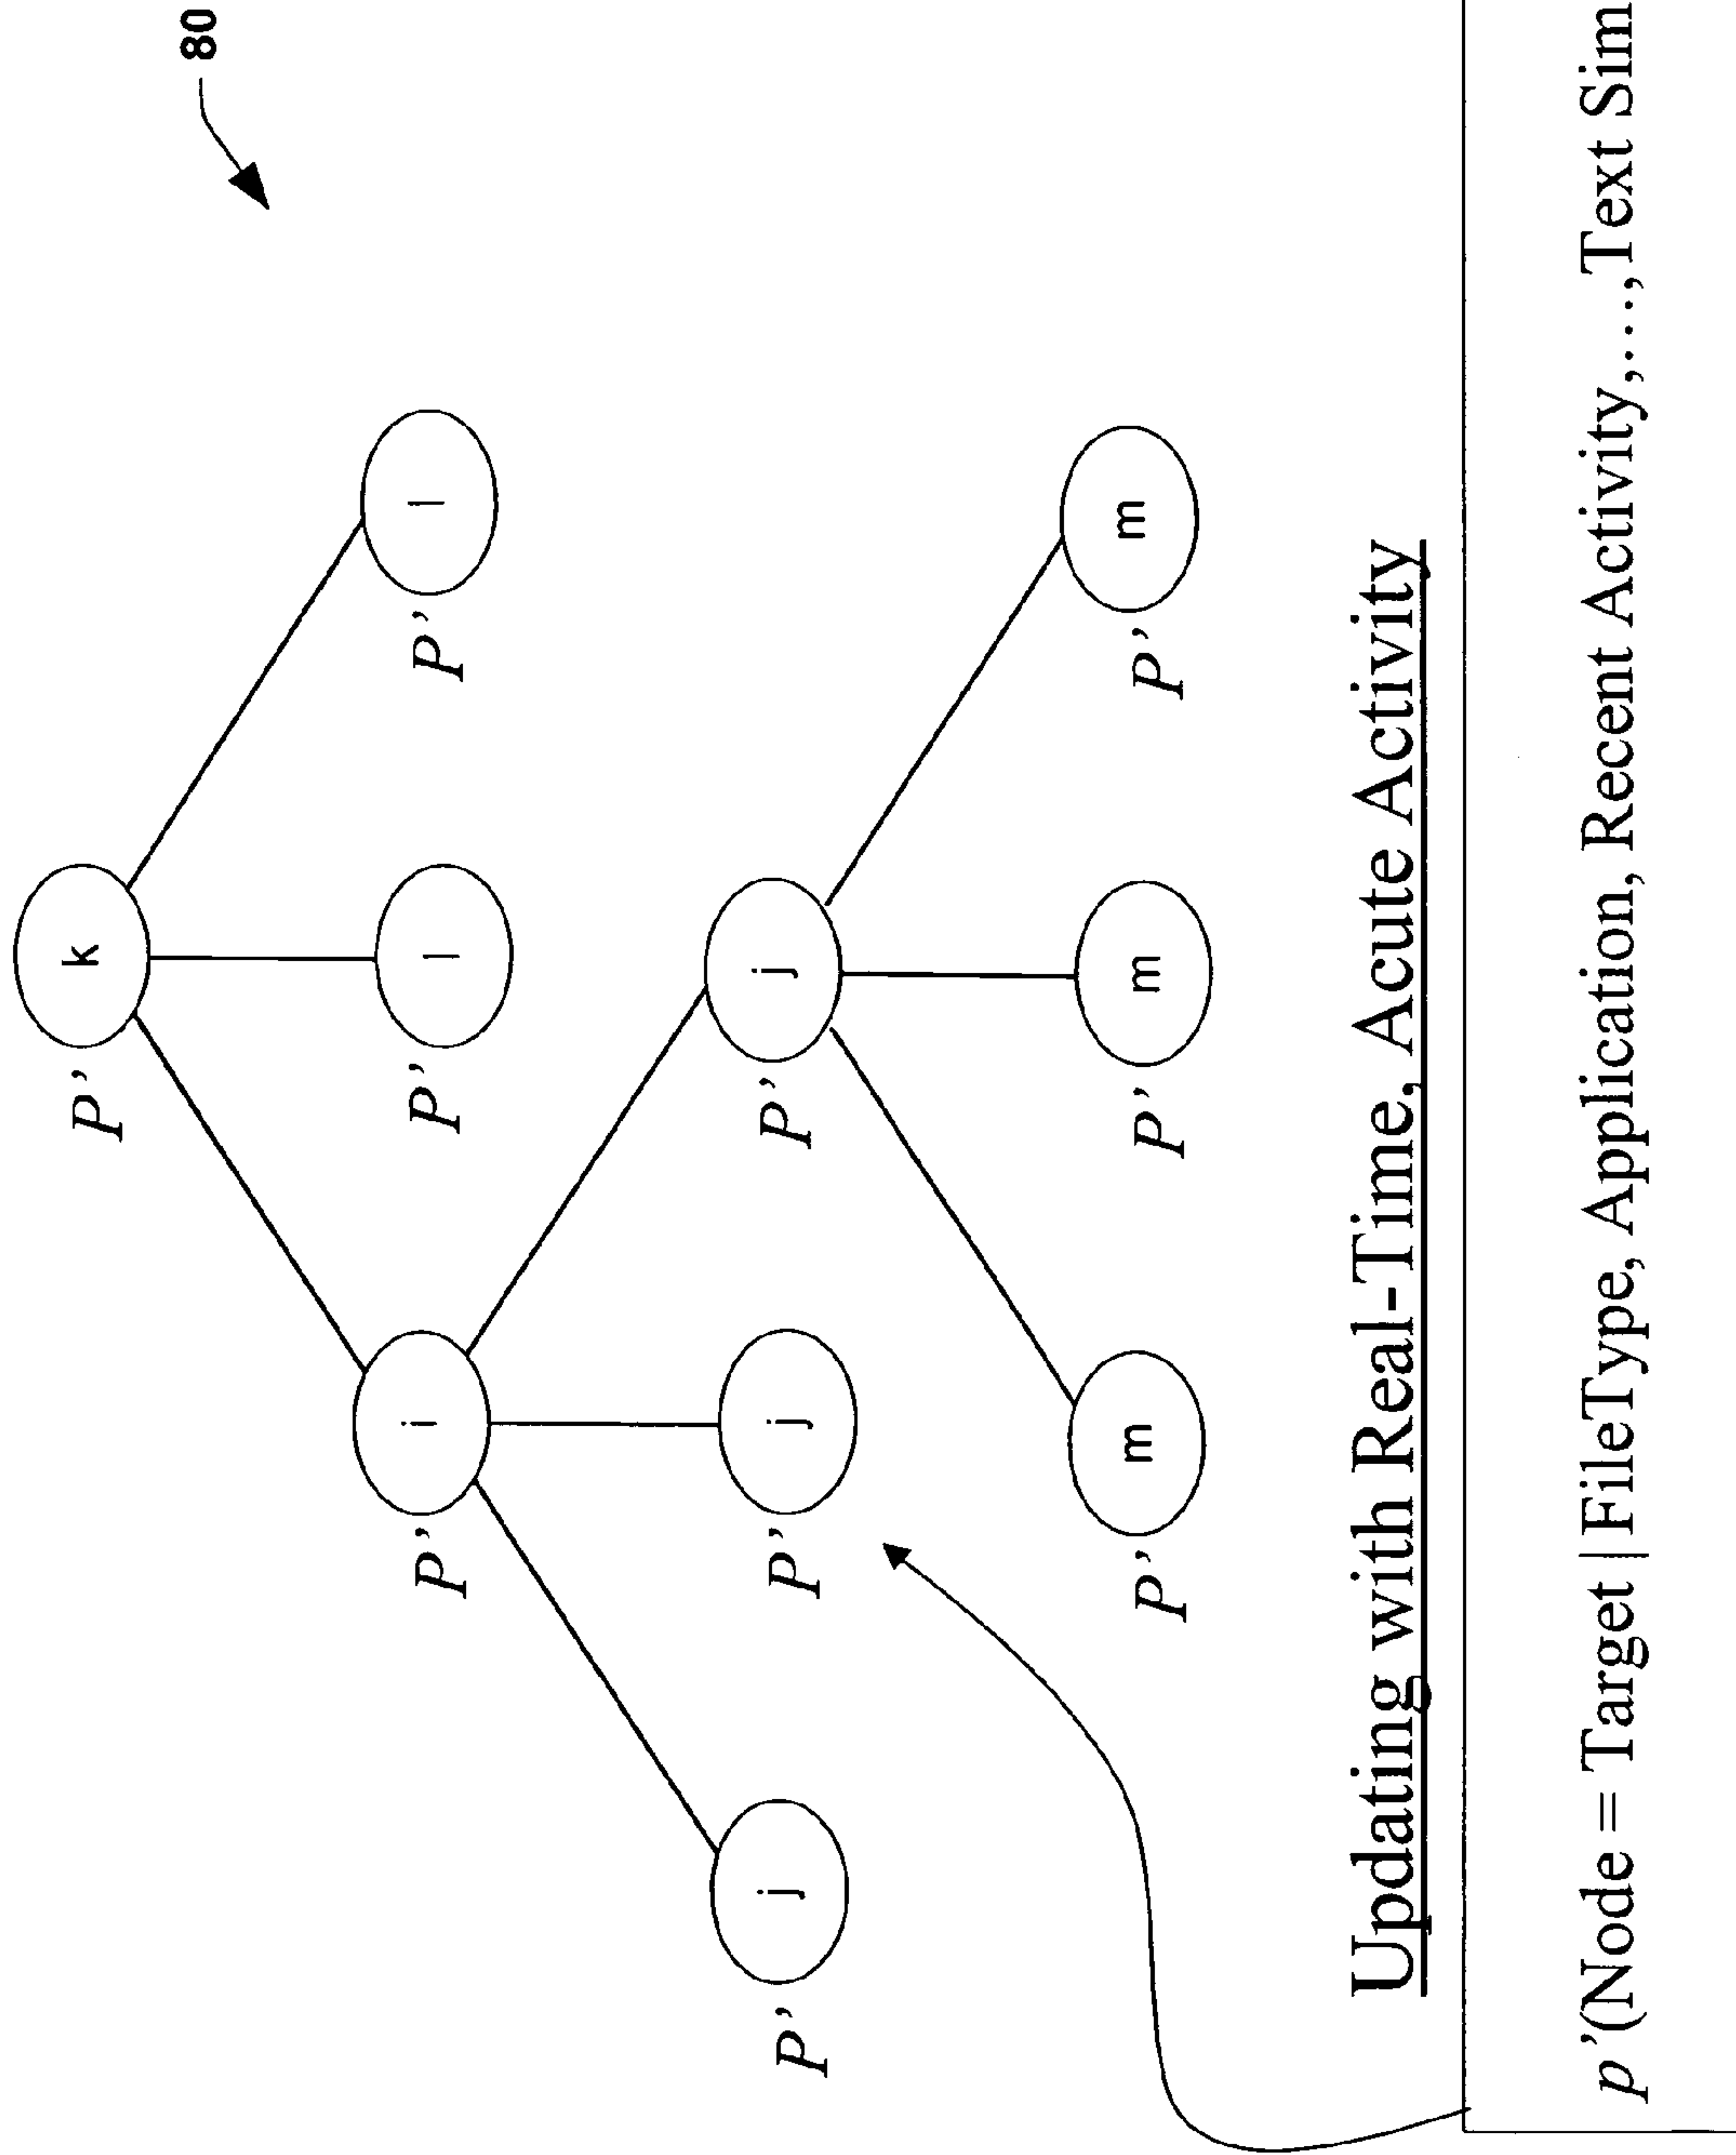 P' k
80
P' i P' l P' l
P' j P' j P' j
P' m P' m P' m
Updating with Real-Time, Acute Activity
p'(Node = Target |FileType, Application, Recent Activity,...,Text Sim